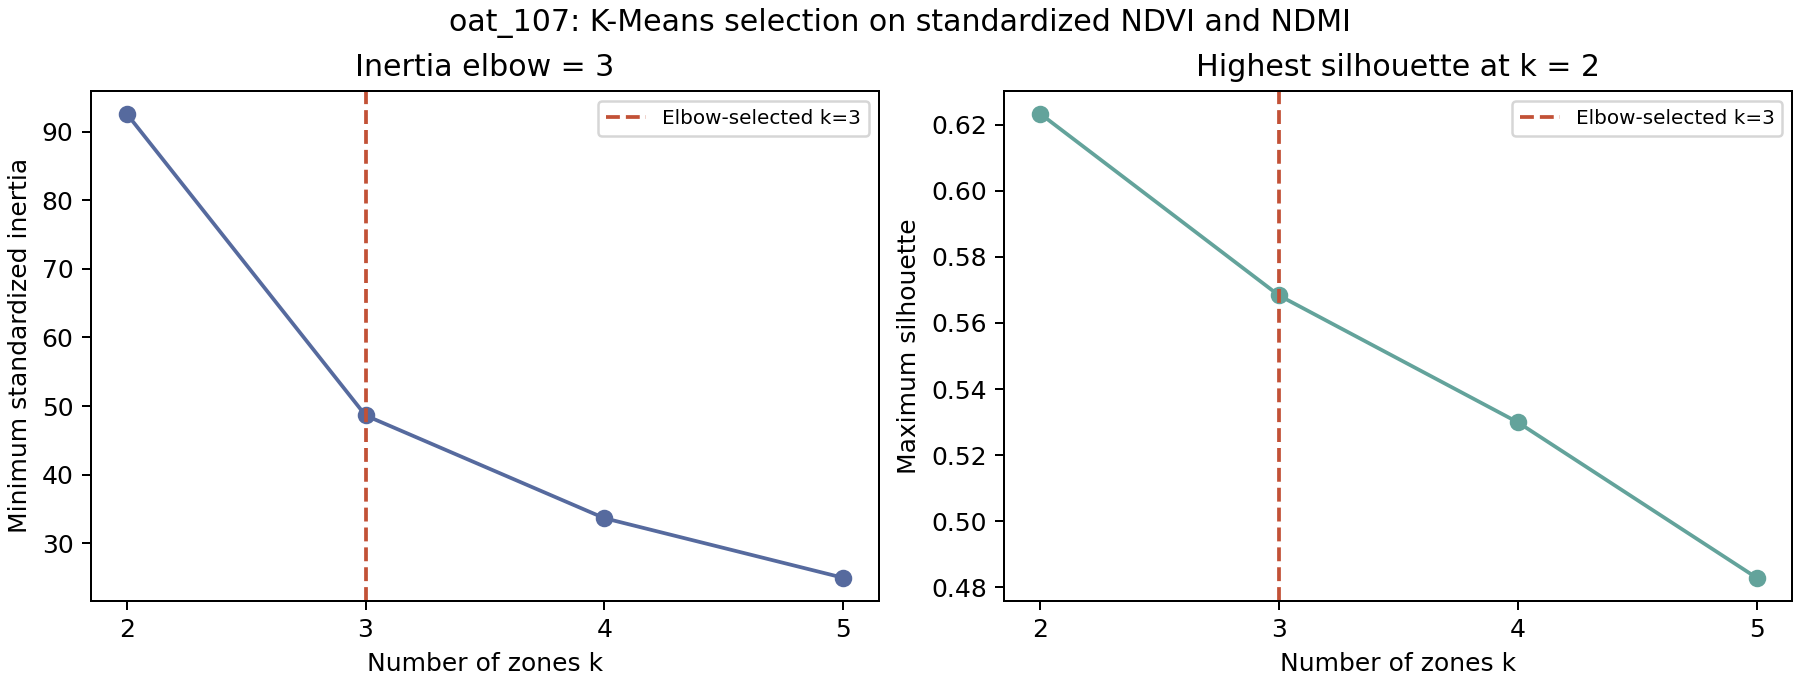 oat_107: K-Means selection on standardized NDVI and NDMI
Inertia elbow = 3
Elbow-selected k=3
Minimum standardized inertia
90
80
70
60
50
40
30
2
3
4
5
Number of zones k
Highest silhouette at k = 2
Elbow-selected k=3
Maximum silhouette
0.62
0.60
0.58
0.56
0.54
0.52
0.50
0.48
2
3
4
5
Number of zones k